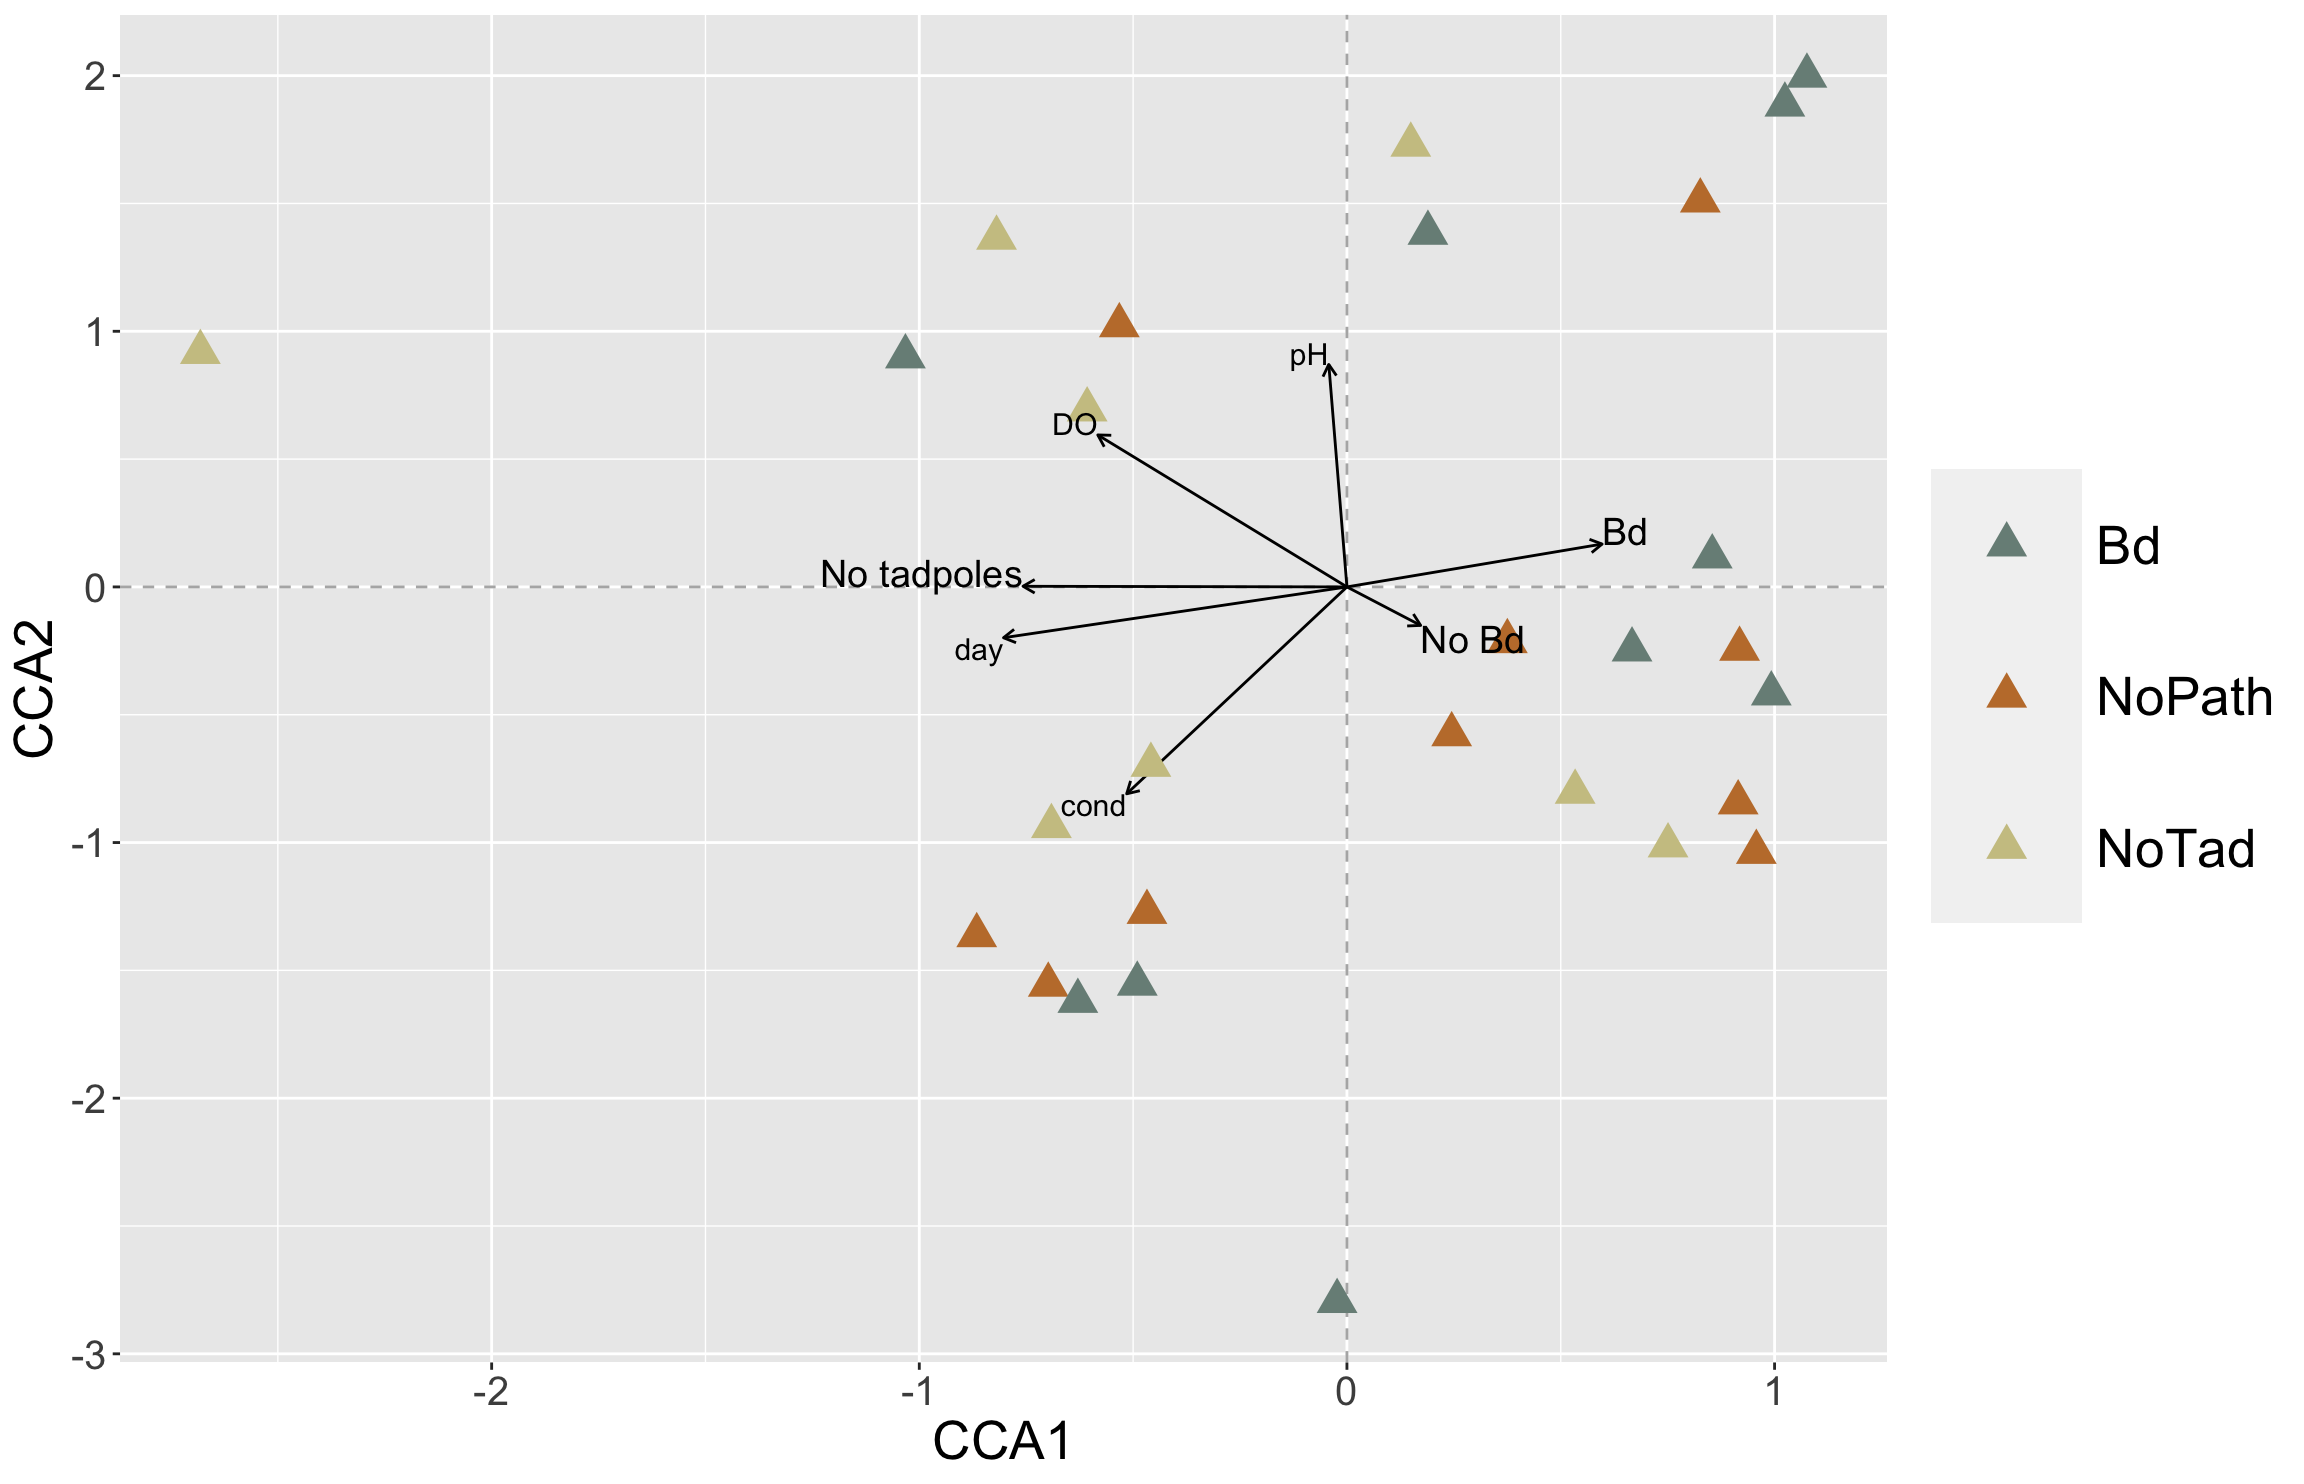 2
1
0
-1
-2
-3
CCA2
pH
DO
Bd
No tadpoles
No Bd
day
cond
-2
-1
0
1
CCA1
Bd
NoPath
NoTad